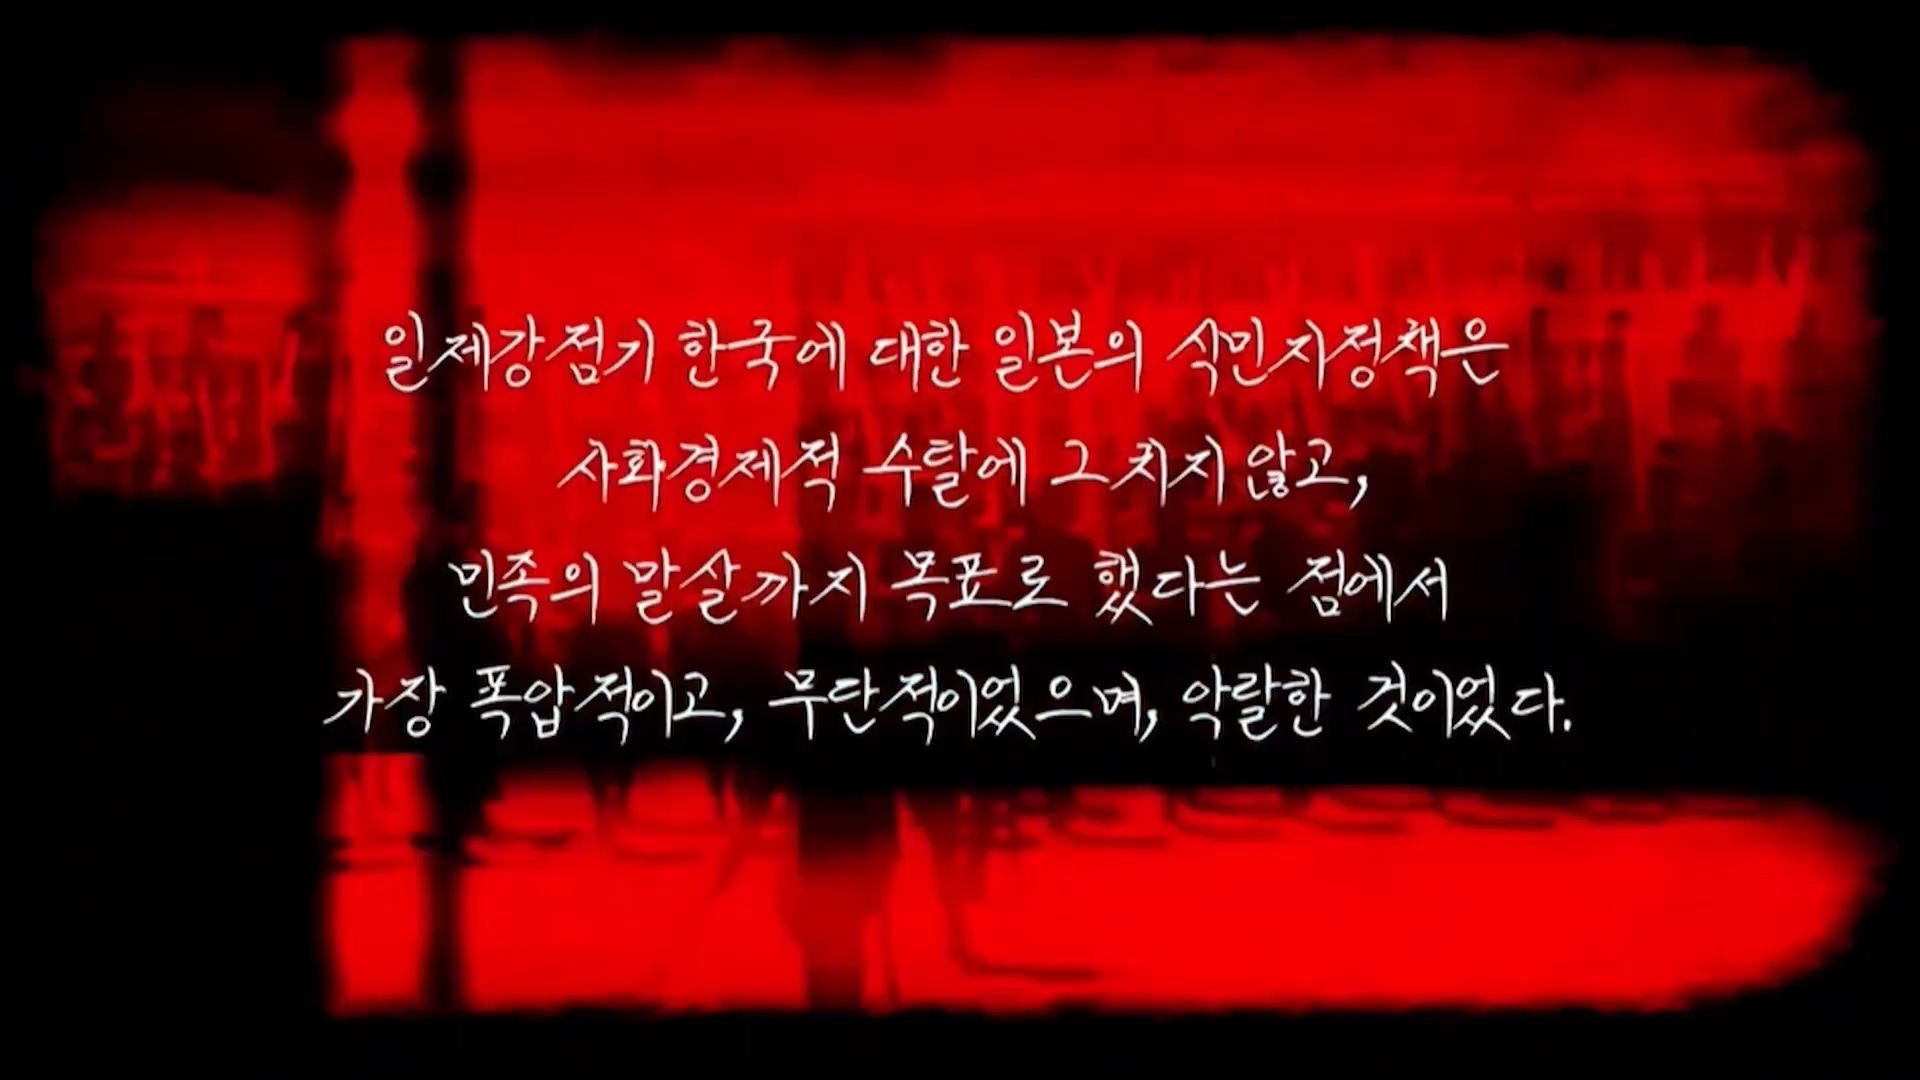 일제강점기 한국에 대한 일본의 식민지정책은
사회경제적 수탈에 그치지 않고,
민족의 말살까지 목표로 했다는 점에서
가장 폭압적이고, 무단적이었으며, 악랄한 것이었다.